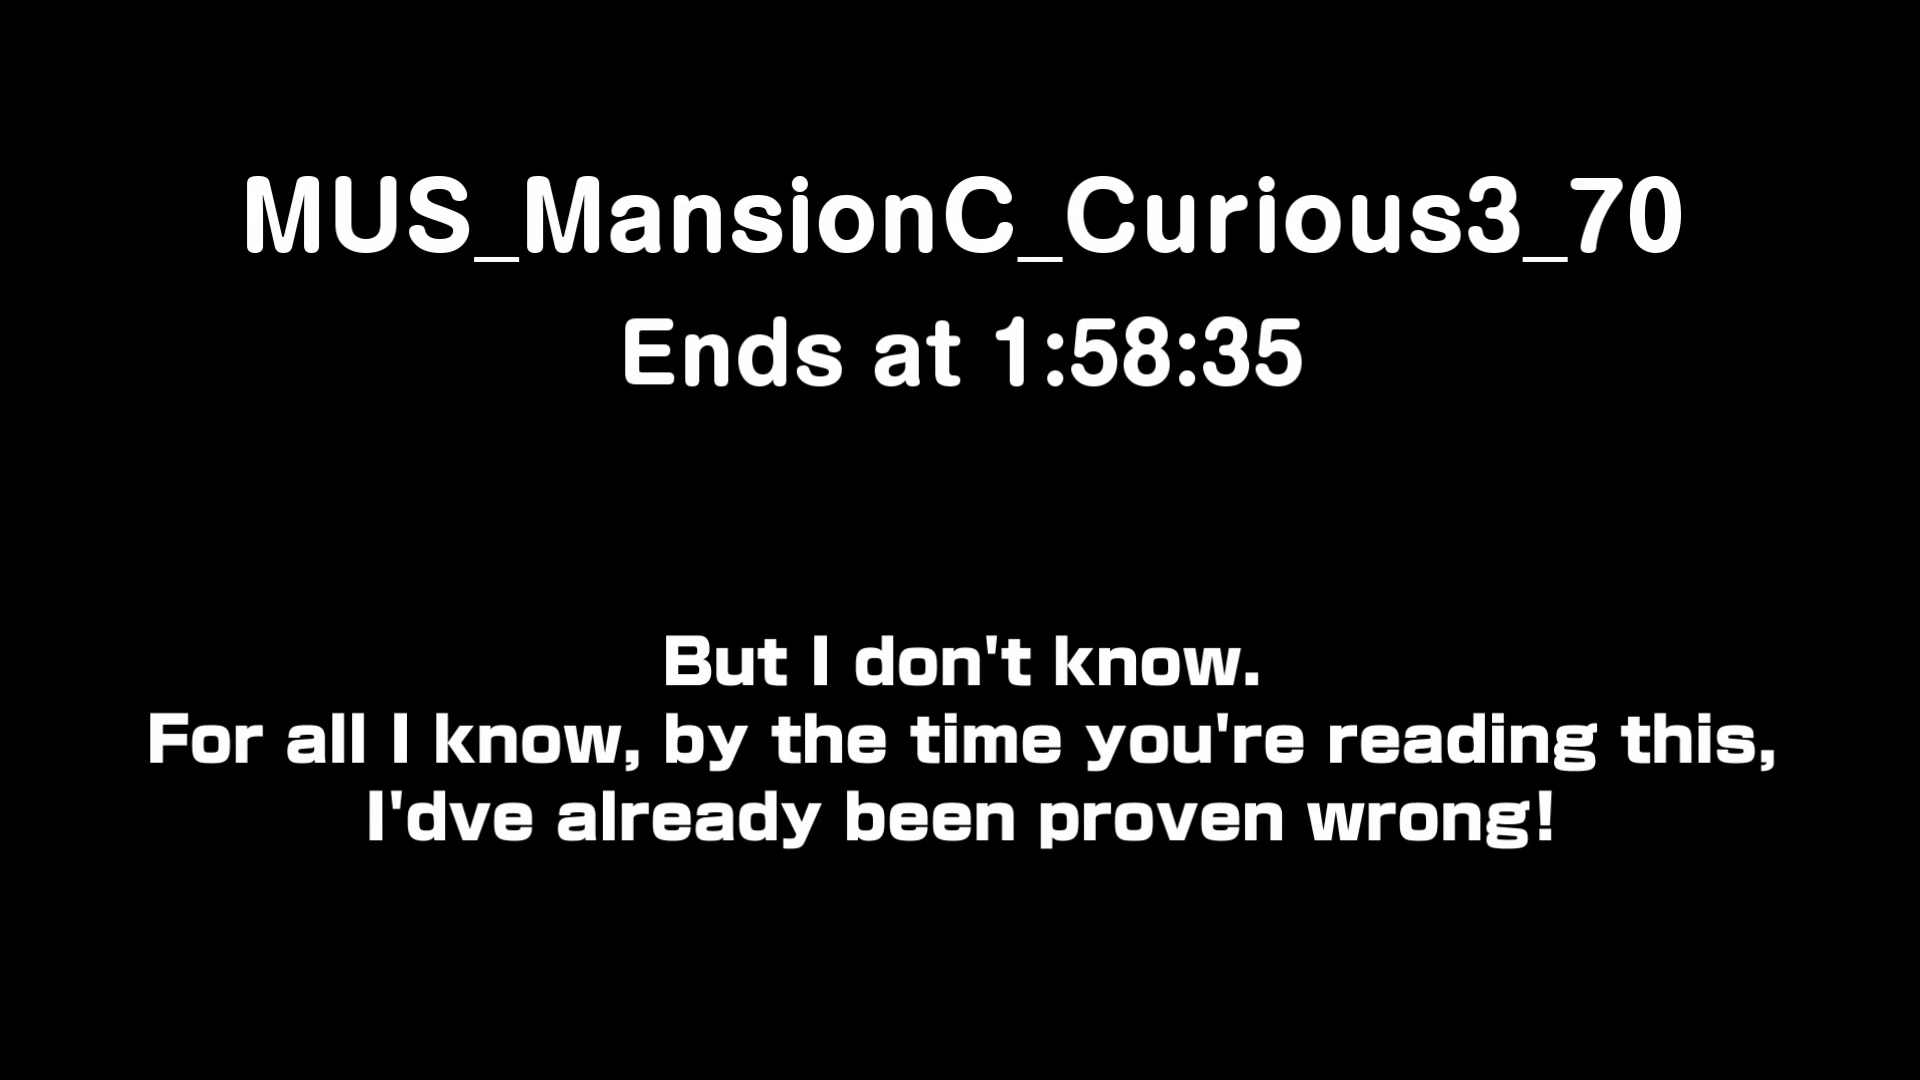 MUS_MansionC_Curious3_70
Ends at 1:58:35
But I don't know.
For all I know, by the time you're reading this,
I'dve already been proven wrong!